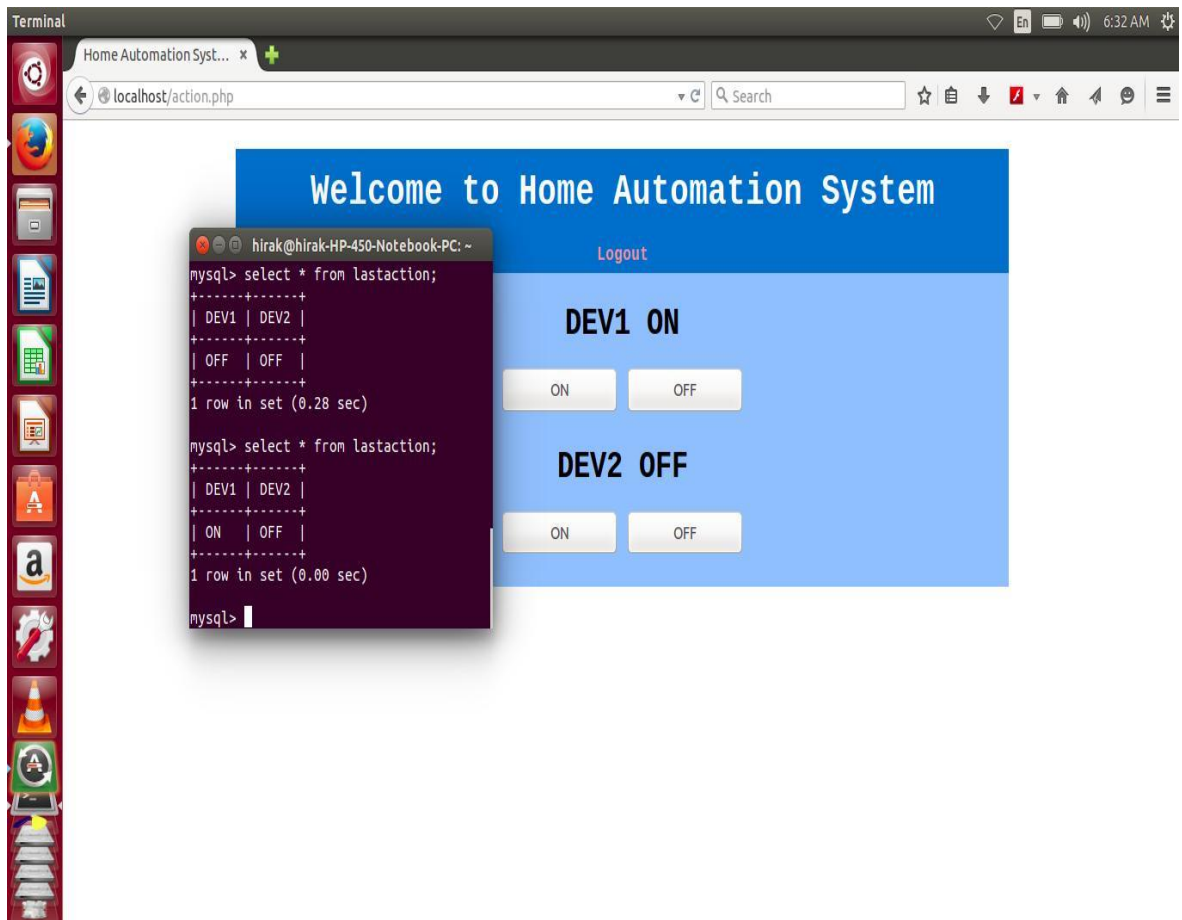 Terminal
En
6:32 AM
Home Automation Syst...
localhost/action.php
Search
Welcome to Home Automation System
Logout
hirak@hirak-HP-450-Notebook-PC: ~
mysql> select * from lastaction;
+------+------+
| DEV1 | DEV2 |
+------+------+
| OFF  | OFF  |
+------+------+
1 row in set (0.28 sec)
mysql> select * from lastaction;
+------+------+
| DEV1 | DEV2 |
+------+------+
| ON   | OFF  |
+------+------+
1 row in set (0.00 sec)
mysql>
DEV1 ON
ON OFF
DEV2 OFF
ON OFF